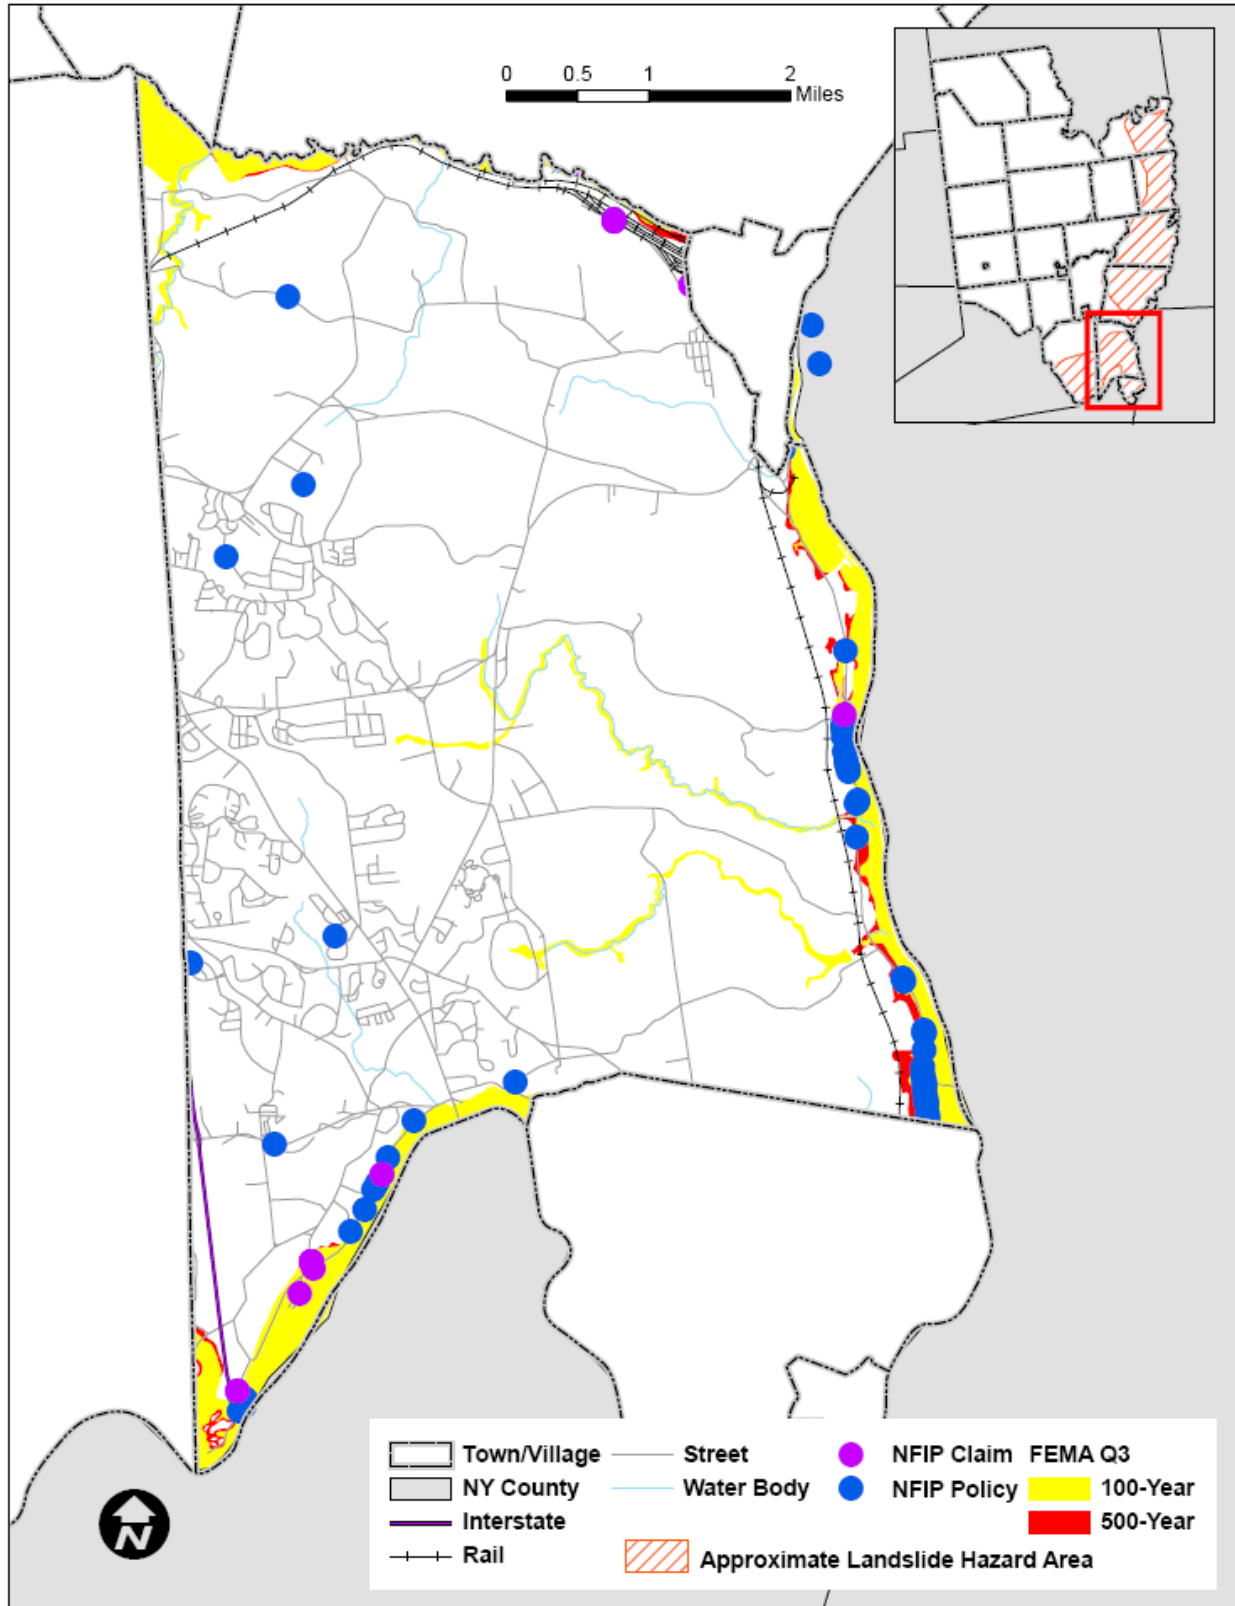 0 0.5 1 2
Miles
Town/Village Street NFIP Claim FEMA Q3
NY County Water Body NFIP Policy 100-Year
Interstate 500-Year
Rail Approximate Landslide Hazard Area
N